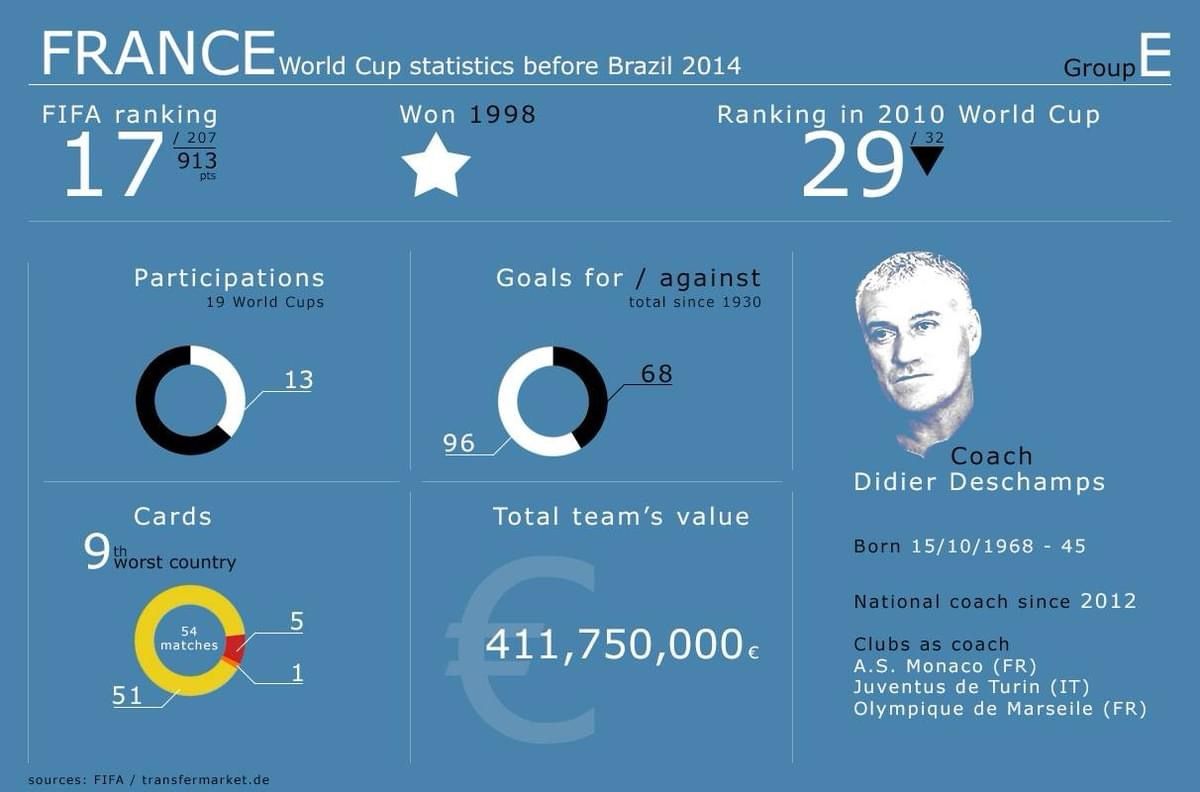 FRANCE World Cup statistics before Brazil 2014
Group E
FIFA ranking
17 / 207
913
pts
Won 1998
Ranking in 2010 World Cup
29 / 32
Participations
19 World Cups
13
Goals for / against
total since 1930
68
96
Coach
Didier Deschamps
Born 15/10/1968 - 45
National coach since 2012
Clubs as coach
A.S. Monaco (FR)
Juventus de Turin (IT)
Olympique de Marseile (FR)
Cards
9th worst country
54
matches
5
1
51
Total team's value
€
411,750,000 €
sources: FIFA / transfermarket.de